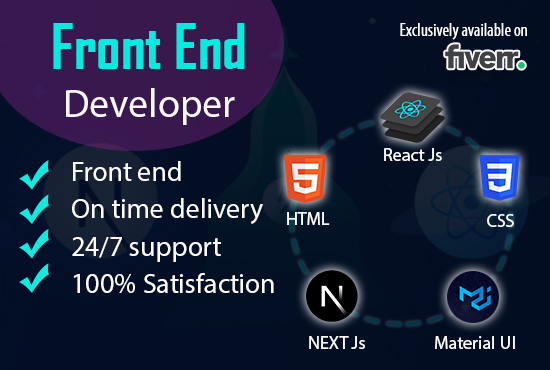 Front End
Developer
Exclusively available on
fiverr.
Front end
On time delivery
24/7 support
100% Satisfaction
React Js
HTML
CSS
NEXT Js
Material UI